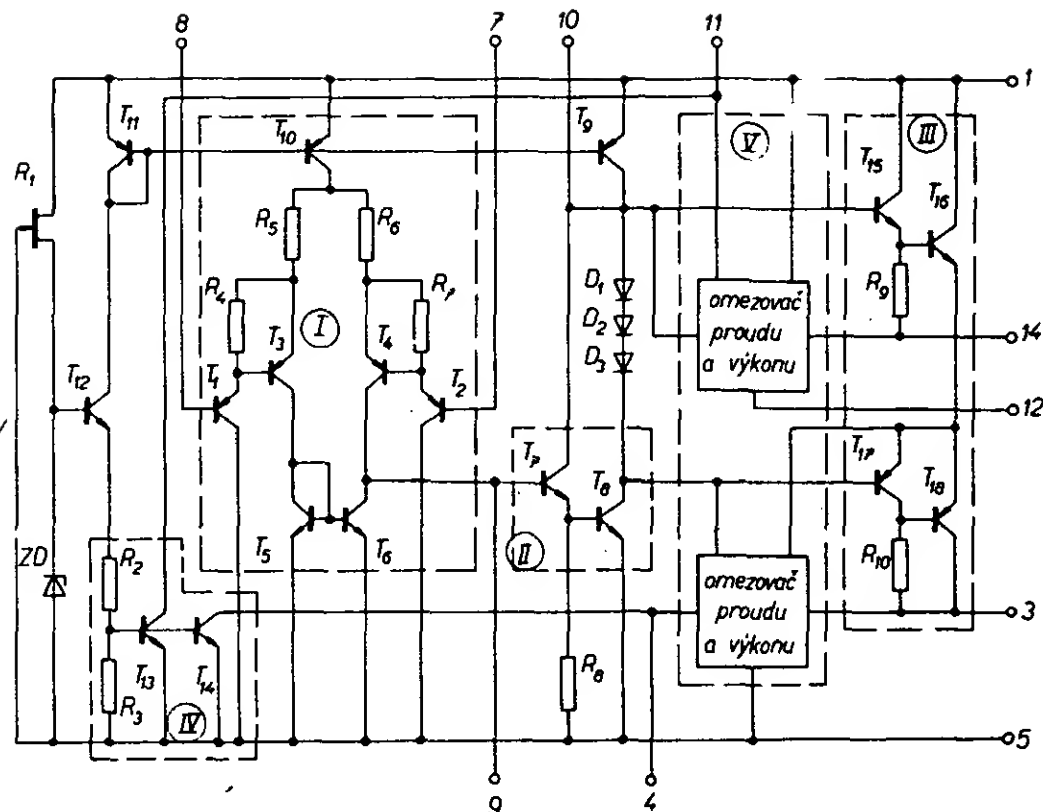 8
7
10
11
1
T11
T10
T9
V
III
T15
T16
R1
R5
R6
R4
R7
D1
R9
I
omezovač
proudu
a výkonu
D2
T3
T4
D3
14
T12
T1
T2
12
T17
T7
T8
T18
T5
T6
II
R10
ZD
R2
omezovač
proudu
a výkonu
3
R3
T13
T14
IV
R8
5
9
4